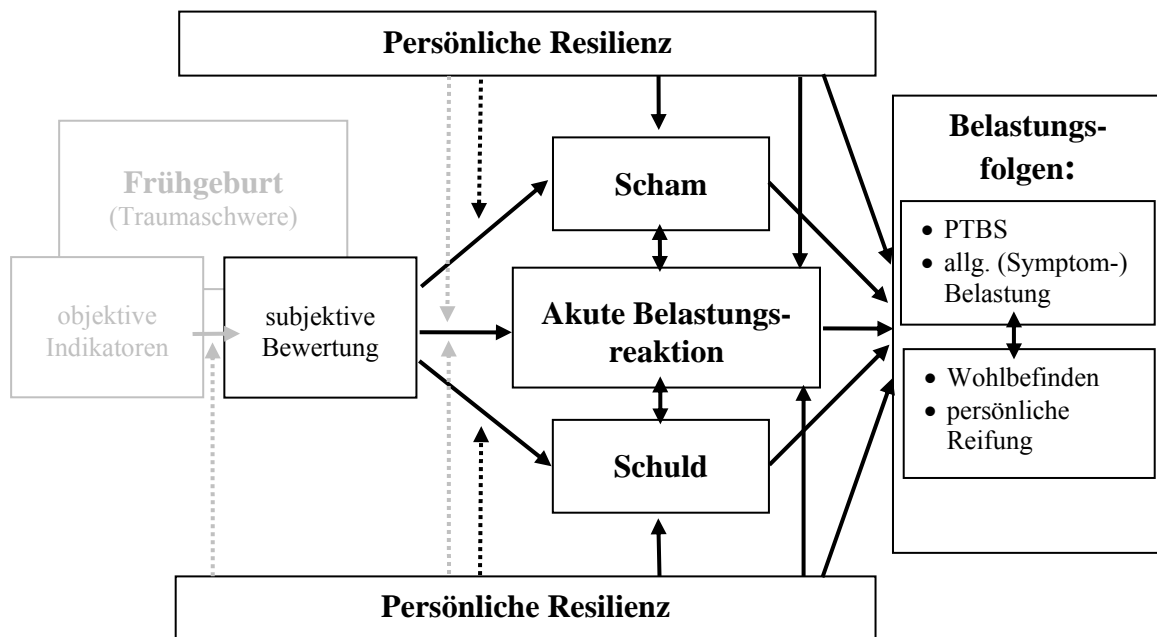 Persönliche Resilienz
Frühgeburt
(Traumaschwere)
objektive
Indikatoren
subjektive
Bewertung
Scham
Akute Belastungs-
reaktion
Schuld
Belastungs-
folgen:
• PTBS
• allg. (Symptom-)
Belastung
• Wohlbefinden
• persönliche
Reifung
Persönliche Resilienz